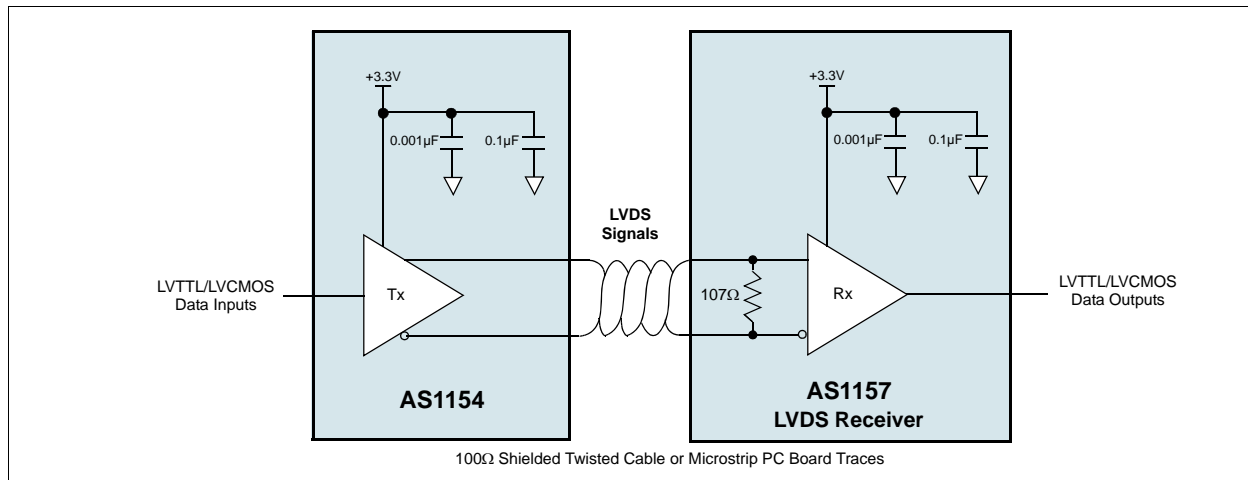 +3.3V
0.001µF
0.1µF
LVTTL/LVCMOS
Data Inputs
Tx
AS1154
LVDS
Signals
+3.3V
0.001µF
0.1µF
107Ω
Rx
LVTTL/LVCMOS
Data Outputs
AS1157
LVDS Receiver
100Ω Shielded Twisted Cable or Microstrip PC Board Traces